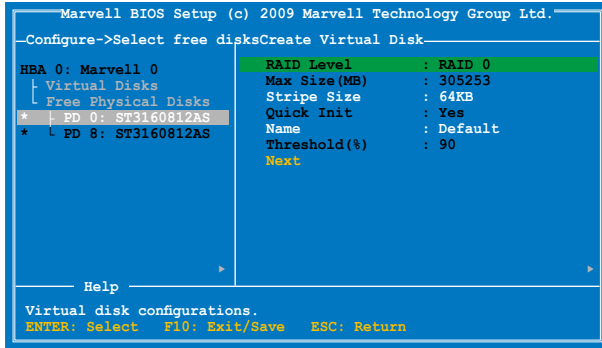 Marvell BIOS Setup (c) 2009 Marvell Technology Group Ltd.
Configure->Select free disksCreate Virtual Disk
HBA 0: Marvell 0
Virtual Disks
Free Physical Disks
* PD 0: ST3160812AS
* PD 8: ST3160812AS
RAID Level : RAID 0
Max Size(MB) : 305253
Stripe Size : 64KB
Quick Init : Yes
Name : Default
Threshold(%) : 90
Next
Help
Virtual disk configurations.
ENTER: Select F10: Exit/Save ESC: Return